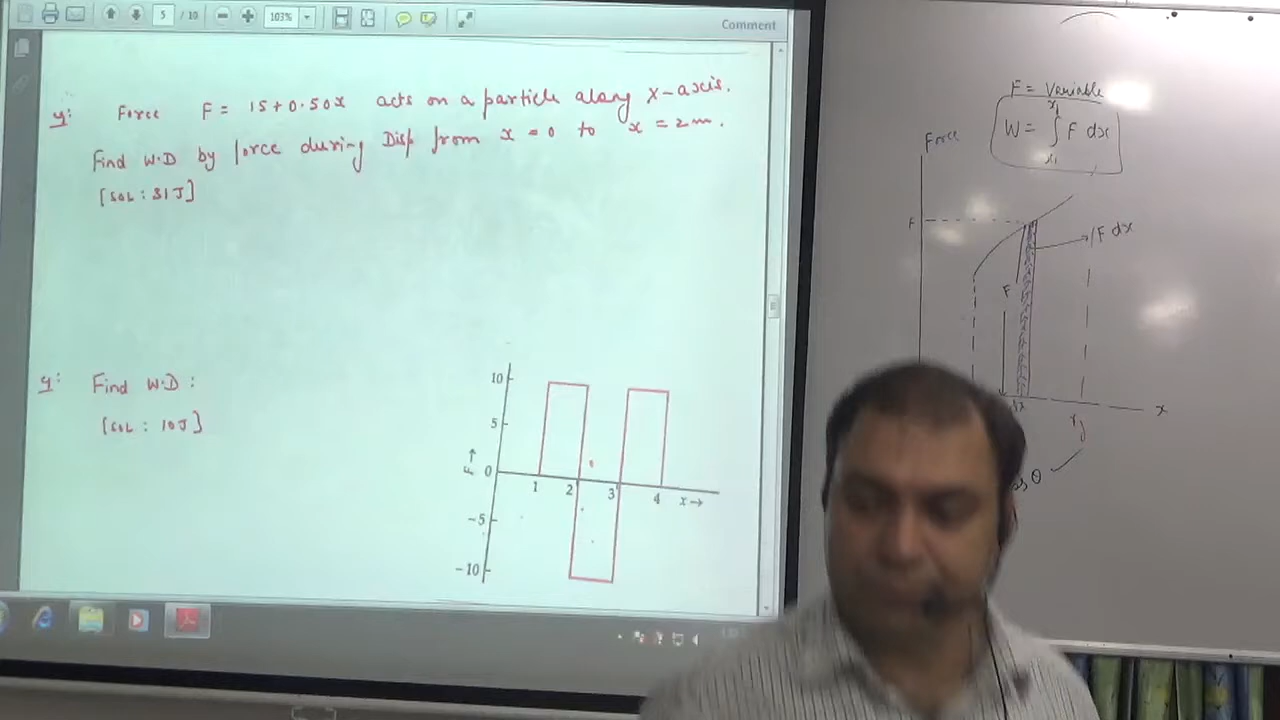 5 / 10
103%
Comment
Q: Force F = 15+0.50x acts on a particle along x-axis.
Find W.D by force during Disp from x = 0 to x = 2m.
[SOL: 31J]
Q: Find W.D:
[SOL: 10J]
10
5
0
-5
-10
F→
1 2 3 4 x→
F = Variable
W = ∫ F dx
Force
F
F dx
F
dx
x